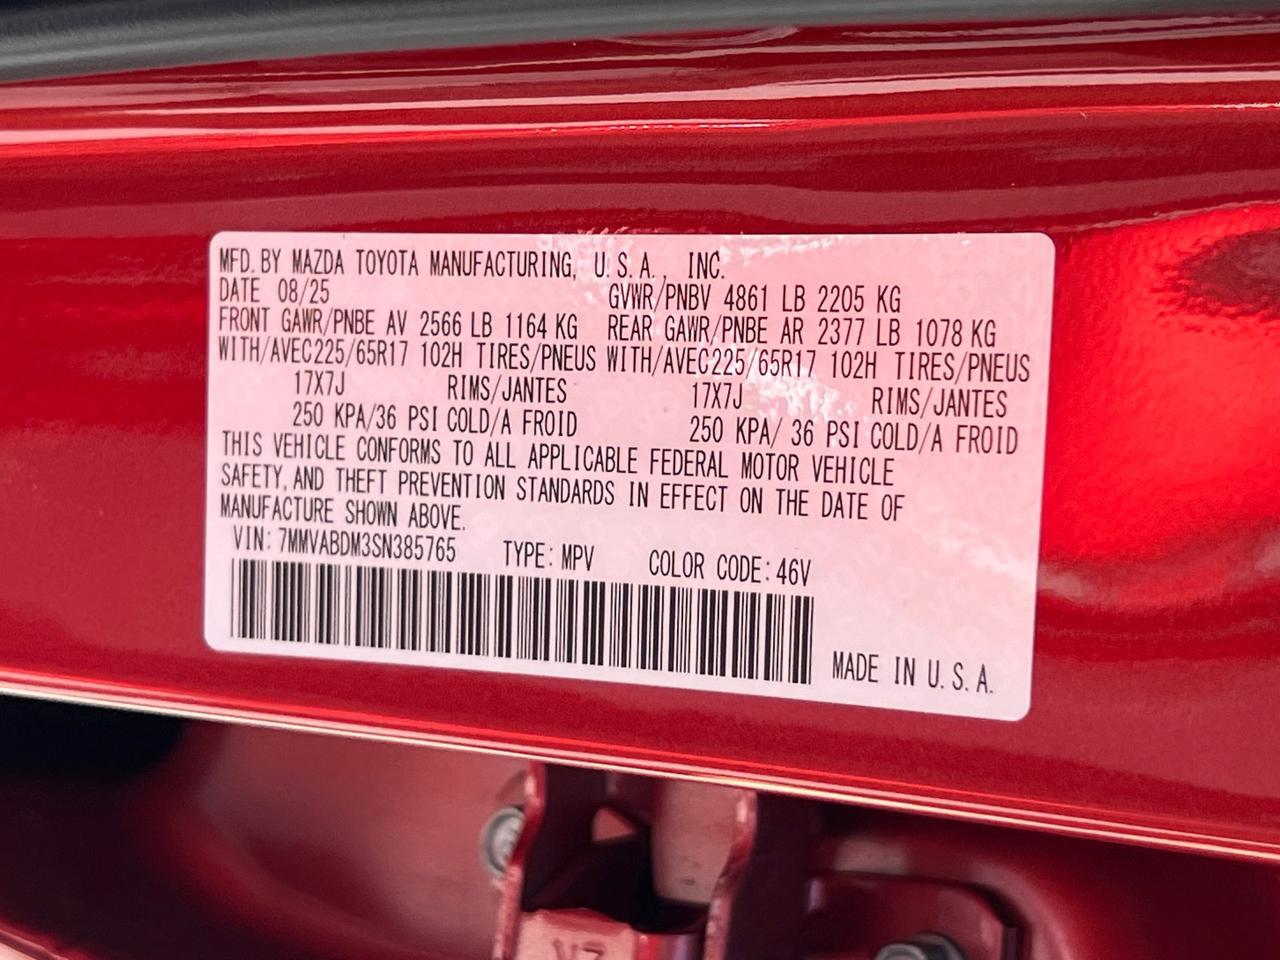 MFD. BY MAZDA TOYOTA MANUFACTURING, U.S.A., INC.
DATE 08/25 GVWR/PNBV 4861 LB 2205 KG
FRONT GAWR/PNBE AV 2566 LB 1164 KG REAR GAWR/PNBE AR 2377 LB 1078 KG
WITH/AVEC225/65R17 102H TIRES/PNEUS WITH/AVEC225/65R17 102H TIRES/PNEUS
17X7J RIMS/JANTES 17X7J RIMS/JANTES
250 KPA/36 PSI COLD/A FROID 250 KPA/ 36 PSI COLD/A FROID
THIS VEHICLE CONFORMS TO ALL APPLICABLE FEDERAL MOTOR VEHICLE
SAFETY, AND THEFT PREVENTION STANDARDS IN EFFECT ON THE DATE OF
MANUFACTURE SHOWN ABOVE.
VIN: 7MMVABDM3SN385765 TYPE: MPV COLOR CODE: 46V
MADE IN U.S.A.